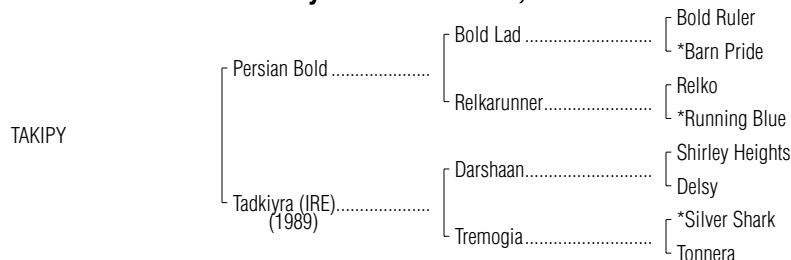 Bold Ruler
Bold Lad ..............................
*Barn Pride
Persian Bold .....................
Relko
Relkarunner.........................
*Running Blue
TAKIPY
Shirley Heights
Darshaan..............................
Delsy
Tadkiyra (IRE)....................
(1989)
*Silver Shark
Tremogia..............................
Tonnera